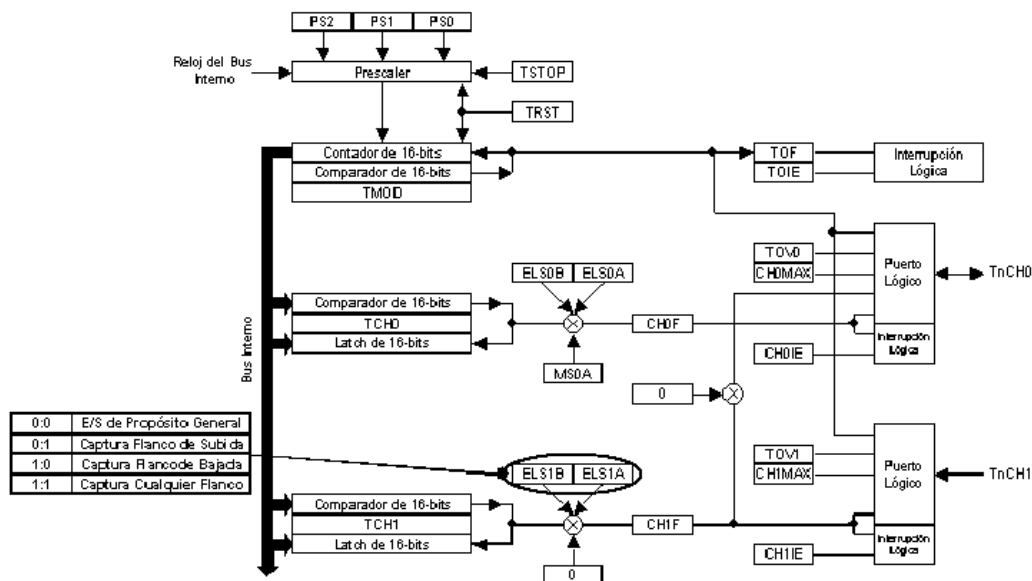 PS2 PS1 PS0
Reloj del Bus
Interno
Prescaler
TSTOP
TRST
Contador de 16-bits
Comparador de 16-bits
TMOD
TOF
TOIE
Interrupción
Lógica
TOV0
CH0MAX
Puerto
Lógico
TnCH0
ELS0B ELS0A
Comparador de 16-bits
TCH0
Latch de 16-bits
CH0F
Interrupción
Lógica
CH0IE
MS0A
Bus Interno
0
0:0 E/S de Propósito General
0:1 Captura Flanco de Subida
1:0 Captura Flanco de Bajada
1:1 Captura Cualquier Flanco
ELS1B ELS1A
TOV1
CH1MAX
Puerto
Lógico
TnCH1
Comparador de 16-bits
TCH1
Latch de 16-bits
CH1F
Interrupción
Lógica
CH1IE
0